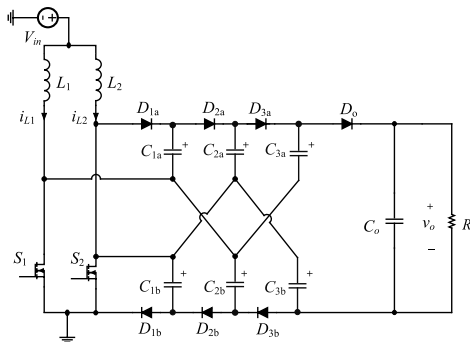 - +
V_in
L_1
L_2
i_L1
i_L2
D_1a
D_2a
D_3a
D_o
C_1a +
C_2a +
C_3a +
C_o
+
v_o
−
R
S_1
S_2
C_1b +
C_2b +
C_3b +
D_1b
D_2b
D_3b